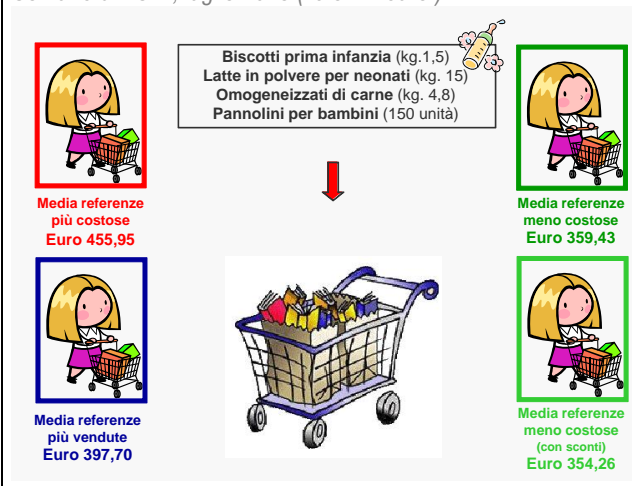 Biscotti prima infanzia (kg.1,5)
Latte in polvere per neonati (kg. 15)
Omogeneizzati di carne (kg. 4,8)
Pannolini per bambini (150 unità)
Media referenze
più costose
Euro 455,95
Media referenze
meno costose
Euro 359,43
Media referenze
più vendute
Euro 397,70
Media referenze
meno costose
(con sconti)
Euro 354,26